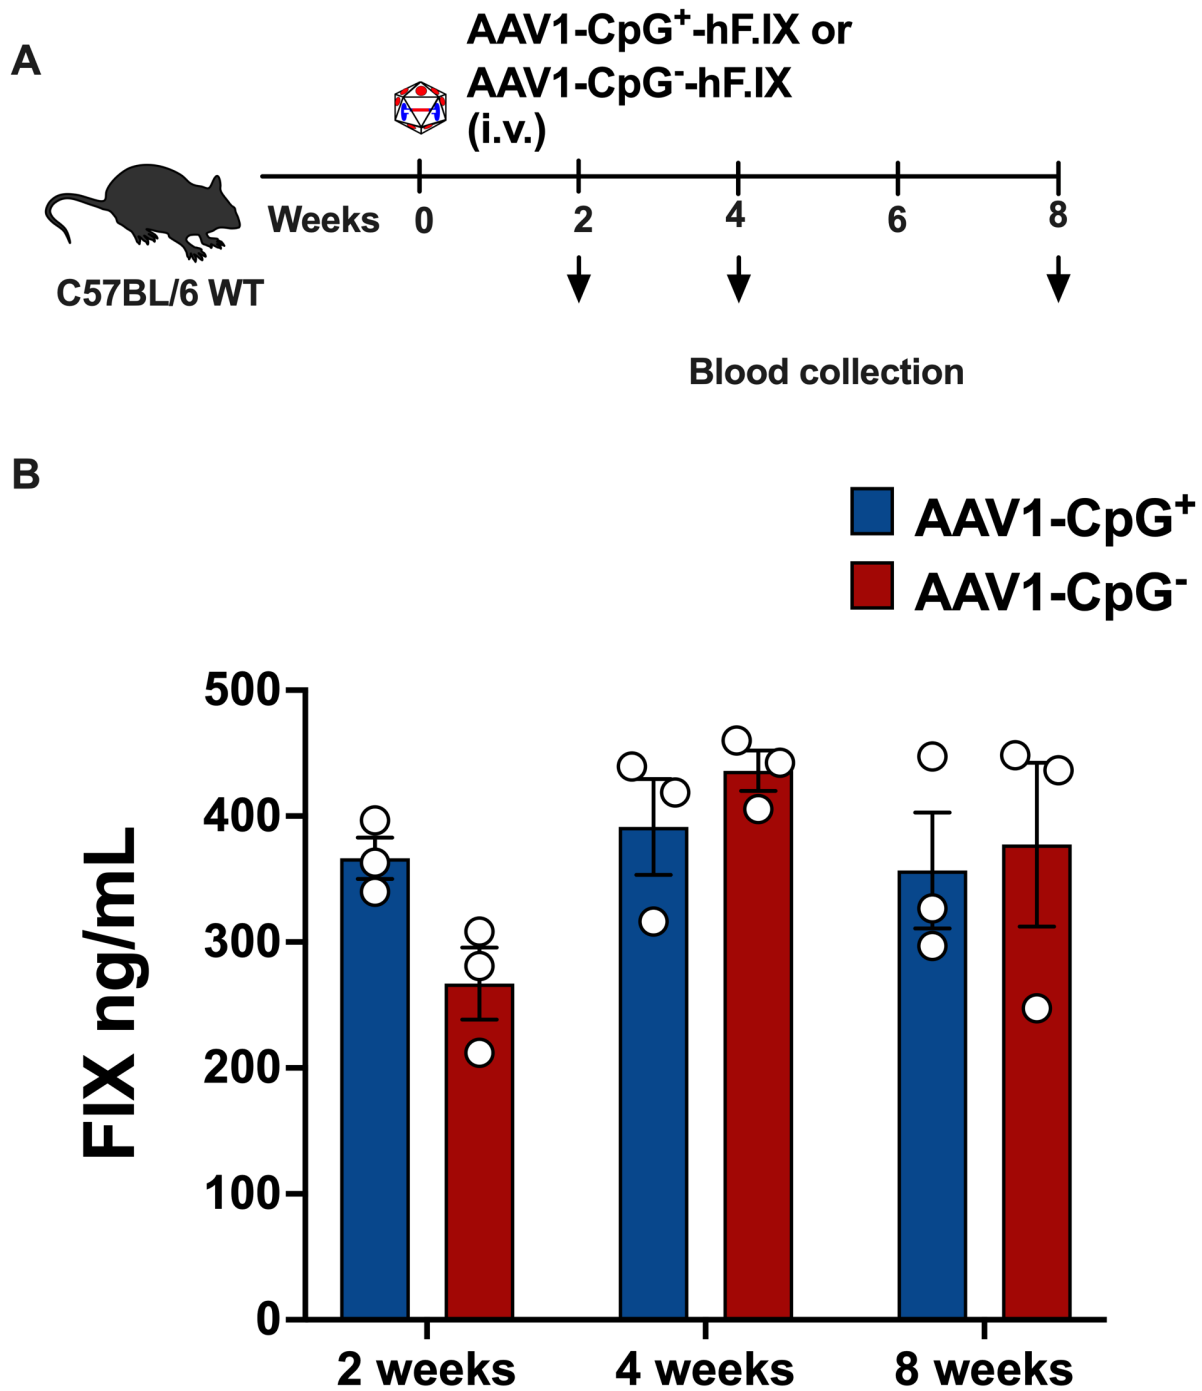 A
AAV1-CpG⁺-hF.IX or
AAV1-CpG⁻-hF.IX
(i.v.)
Weeks 0 2 4 6 8
C57BL/6 WT
Blood collection
B
AAV1-CpG⁺
AAV1-CpG⁻
FIX ng/mL
500
400
300
200
100
0
2 weeks 4 weeks 8 weeks